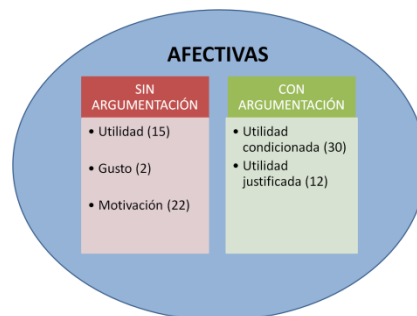 AFECTIVAS
SIN
ARGUMENTACIÓN
• Utilidad (15)
• Gusto (2)
• Motivación (22)
CON
ARGUMENTACIÓN
• Utilidad
condicionada (30)
• Utilidad
justificada (12)